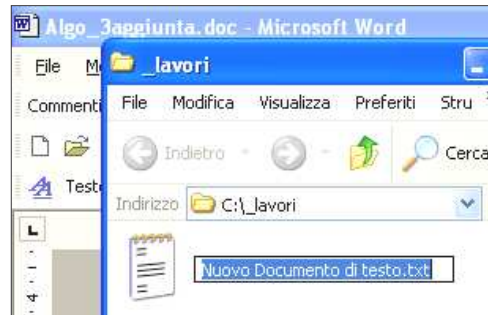 Algo_3aggiunta.doc - Microsoft Word
_lavori
File M
File Modifica Visualizza Preferiti Stru
Commenti
Indietro
Cerca
Indirizzo C:\_lavori
L
Nuovo Documento di testo.txt
4